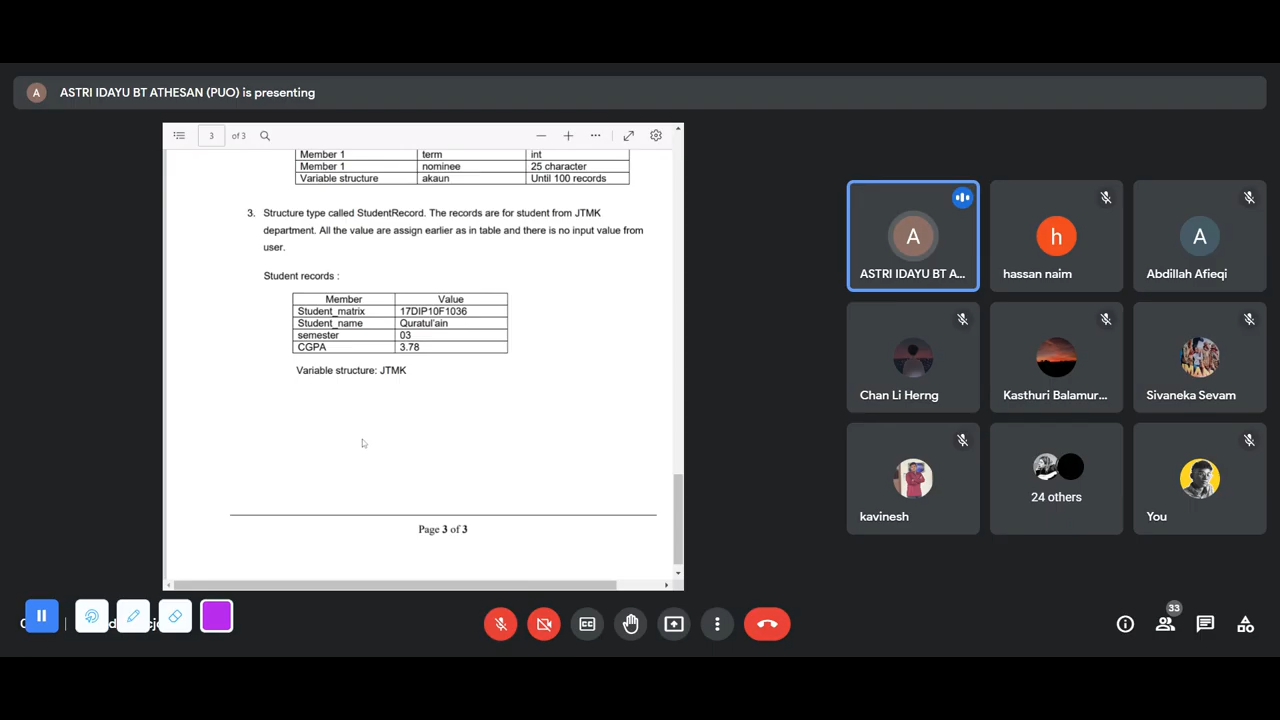 A ASTRI IDAYU BT ATHESAN (PUO) is presenting
3 of 3
Member 1 term int
Member 1 nominee 25 character
Variable structure akaun Until 100 records
3. Structure type called StudentRecord. The records are for student from JTMK
department. All the value are assign earlier as in table and there is no input value from
user.
Student records :
Member Value
Student_matrix 17DIP10F1036
Student_name Quratul'ain
semester 03
CGPA 3.78
Variable structure: JTMK
Page 3 of 3
A
ASTRI IDAYU BT A...
h
hassan naim
A
Abdillah Afieqi
Chan Li Herng
Kasthuri Balamur...
Sivaneka Sevam
kavinesh
24 others
You
CC
33